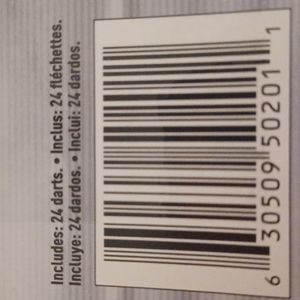 Includes: 24 darts. • Inclus: 24 fléchettes.
Incluye: 24 dardos. • Inclui: 24 dardos.
6 30509 50201 1